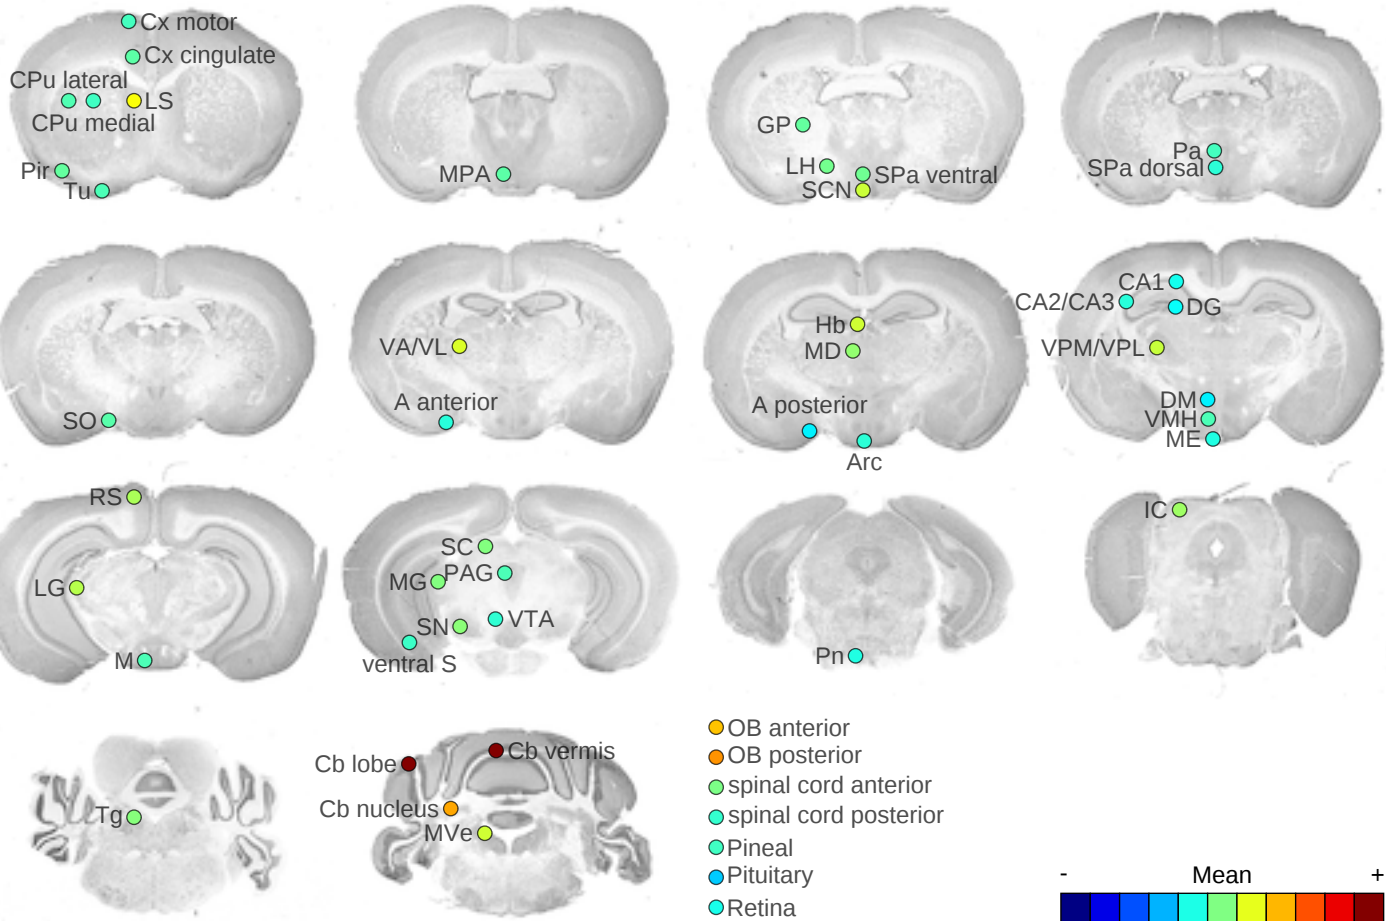 Cx motor
Cx cingulate
CPu lateral
LS
CPu medial
Pir
Tu
MPA
GP
LH
SPa ventral
SCN
Pa
SPa dorsal
SO
VA/VL
A anterior
Hb
MD
A posterior
Arc
CA1
CA2/CA3
DG
VPM/VPL
DM
VMH
ME
RS
LG
M
SC
MG
PAG
SN
VTA
ventral S
Pn
IC
Tg
Cb lobe
Cb vermis
Cb nucleus
MVe
OB anterior
OB posterior
spinal cord anterior
spinal cord posterior
Pineal
Pituitary
Retina
- Mean +